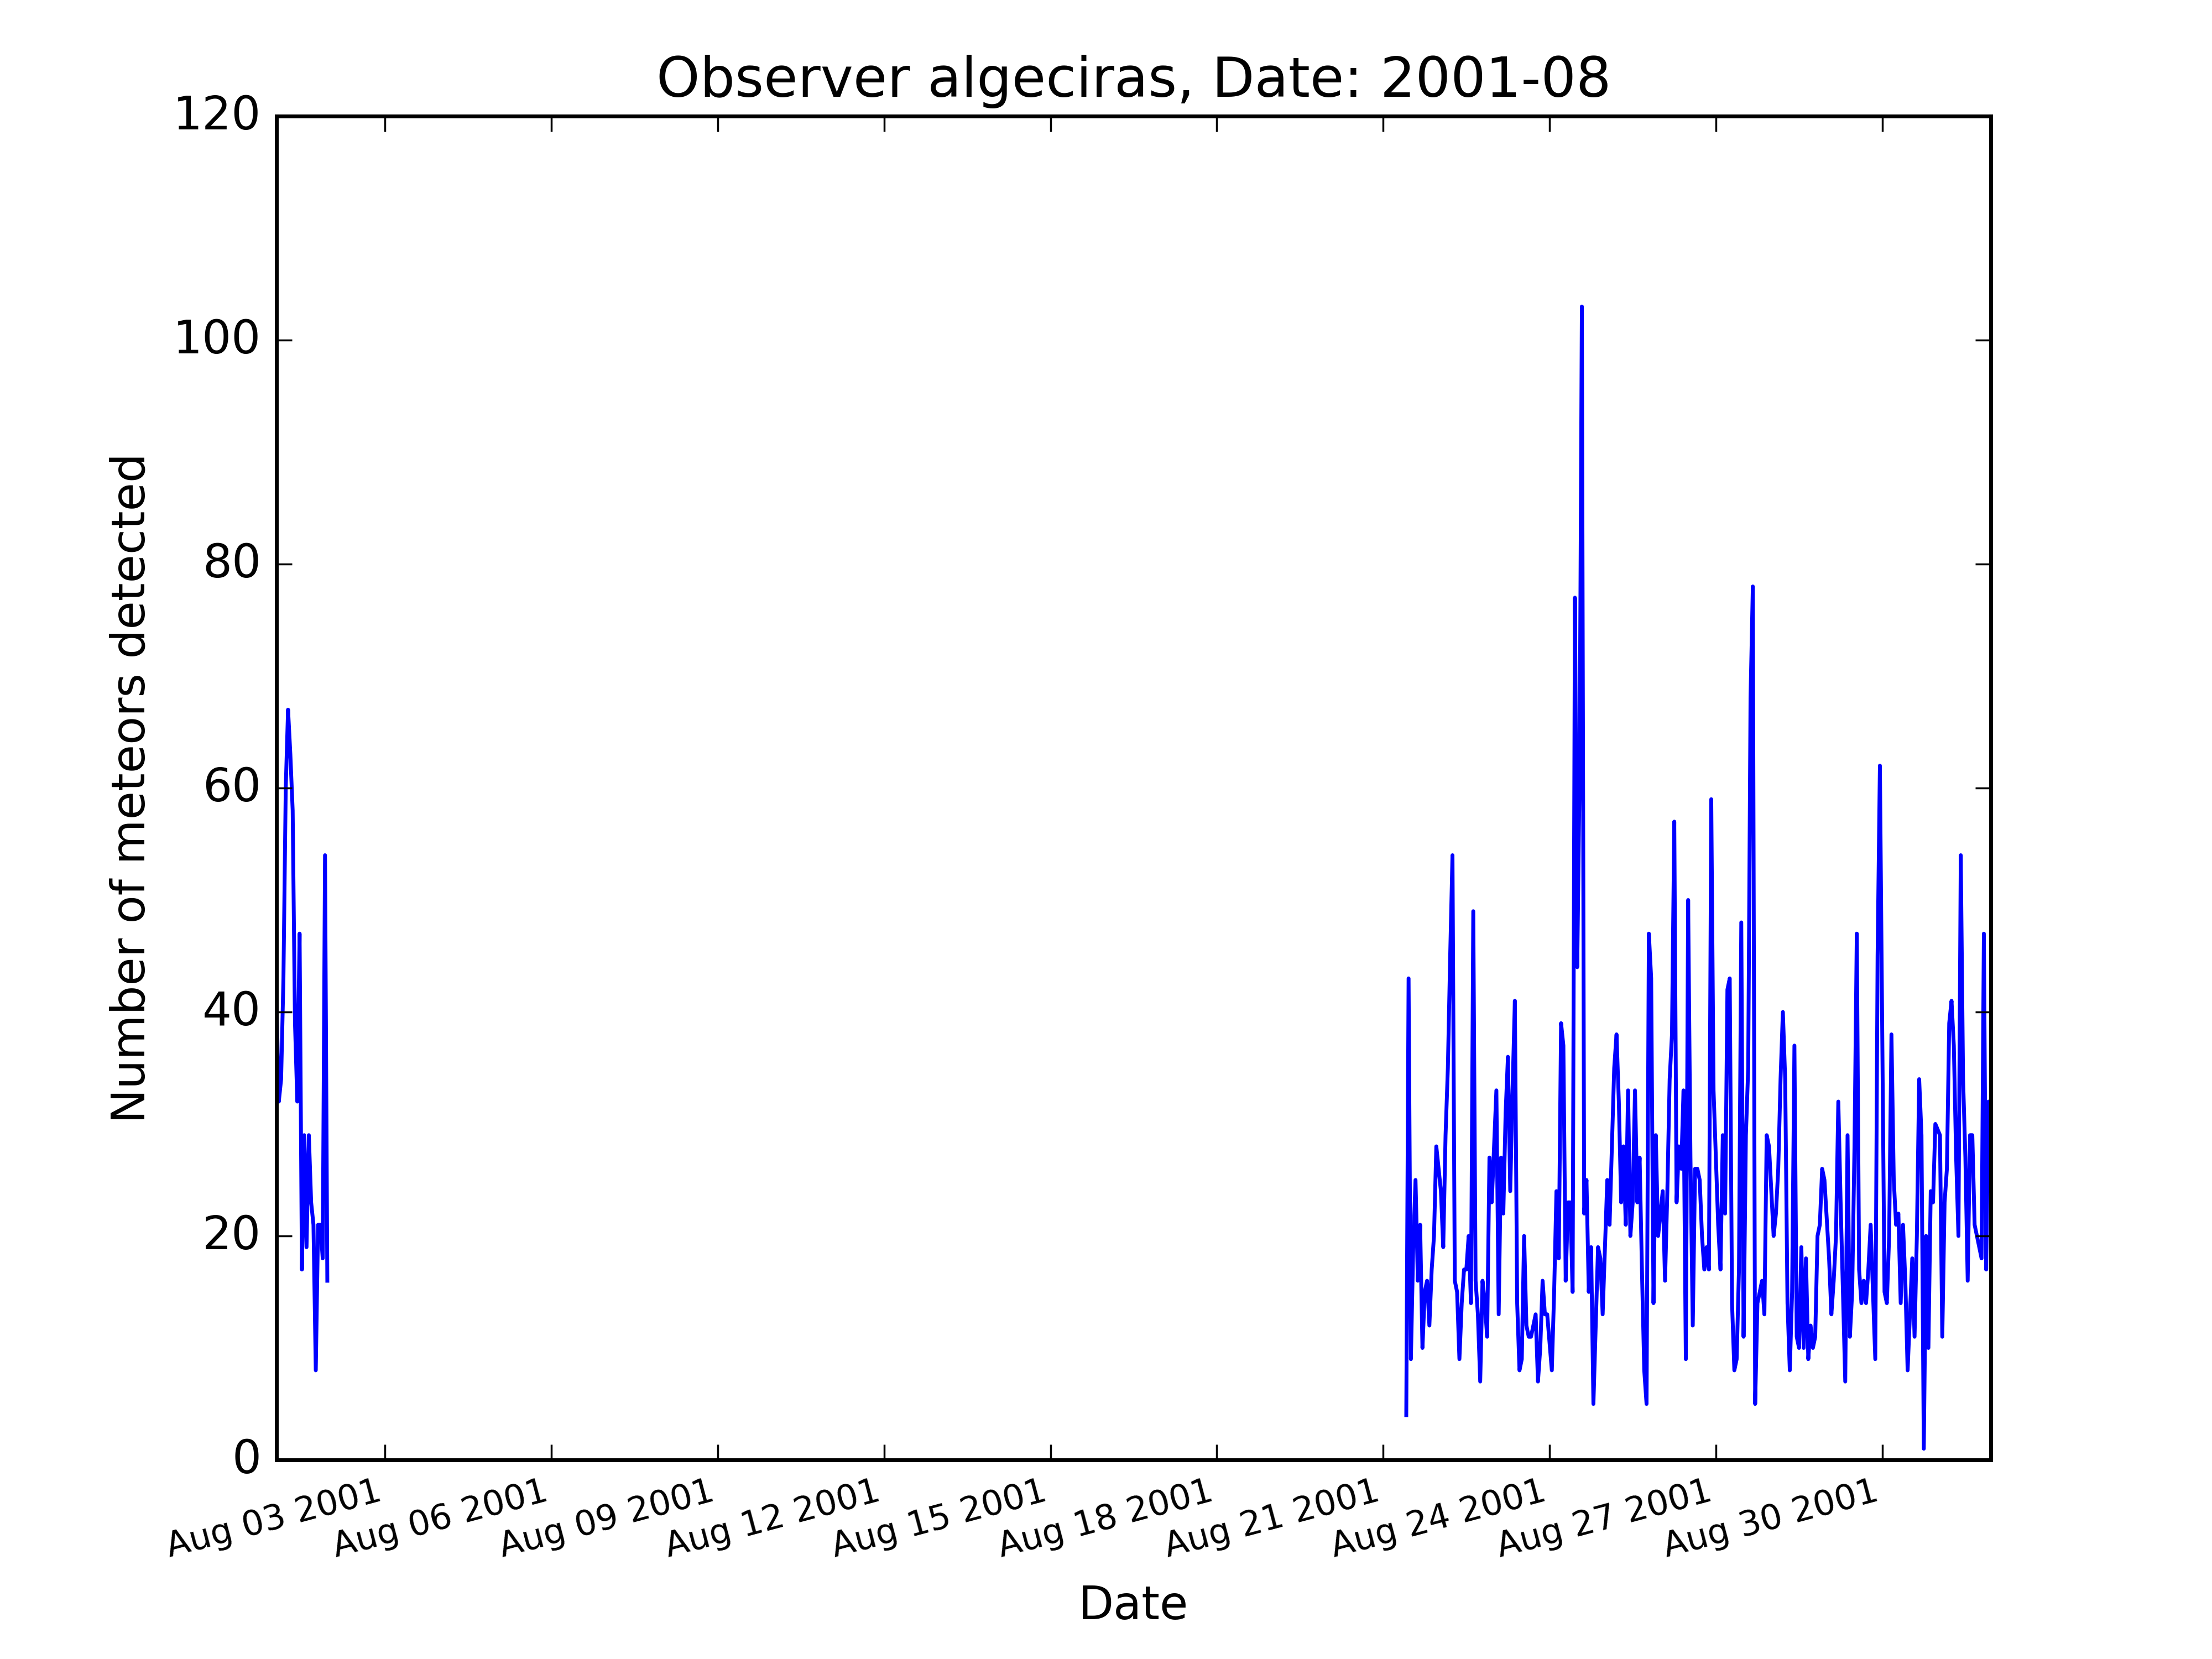 Observer algeciras, Date: 2001-08
120
100
80
60
40
20
0
Number of meteors detected
Aug 03 2001
Aug 06 2001
Aug 09 2001
Aug 12 2001
Aug 15 2001
Aug 18 2001
Aug 21 2001
Aug 24 2001
Aug 27 2001
Aug 30 2001
Date